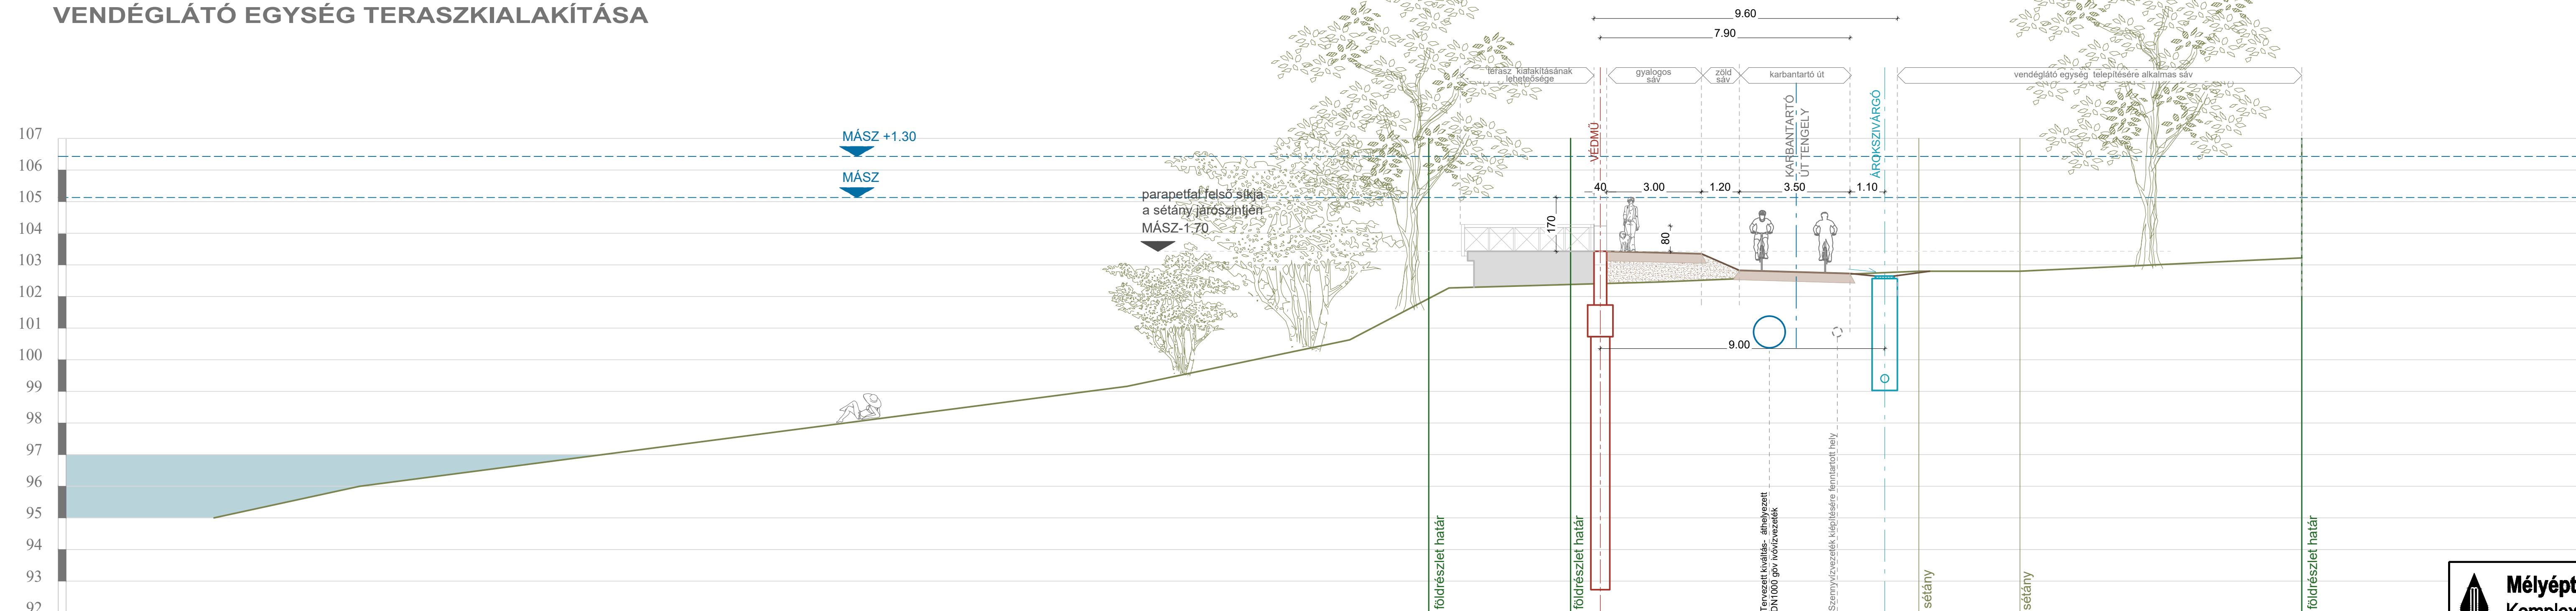 VENDÉGLÁTÓ EGYSÉG TERASZKIALAKÍTÁSA
9.60
7.90
terasz kialakításának
lehetősége
gyalogos
sáv
zöld
sáv
karbantartó út
vendéglátó egység telepítésére alkalmas sáv
VÉDMŰ
KARBANTARTÓ
ÚT TENGELY
ÁROKSZIVÁRGÓ
MÁSZ +1.30
MÁSZ
parapetfal felső síkja
a sétány járószintjén
MÁSZ-1.70
40
3.00
1.20
3.50
1.10
170
80
9.00
107
106
105
104
103
102
101
100
99
98
97
96
95
94
93
92
földrészlet határ
földrészlet határ
Tervezett kiváltás- áthelyezett
DN1000 göv ivóvízvezeték
Szennyvízvezeték kiépítésére fenntartott hely
sétány
sétány
földrészlet határ
Mélyépt
Komplex